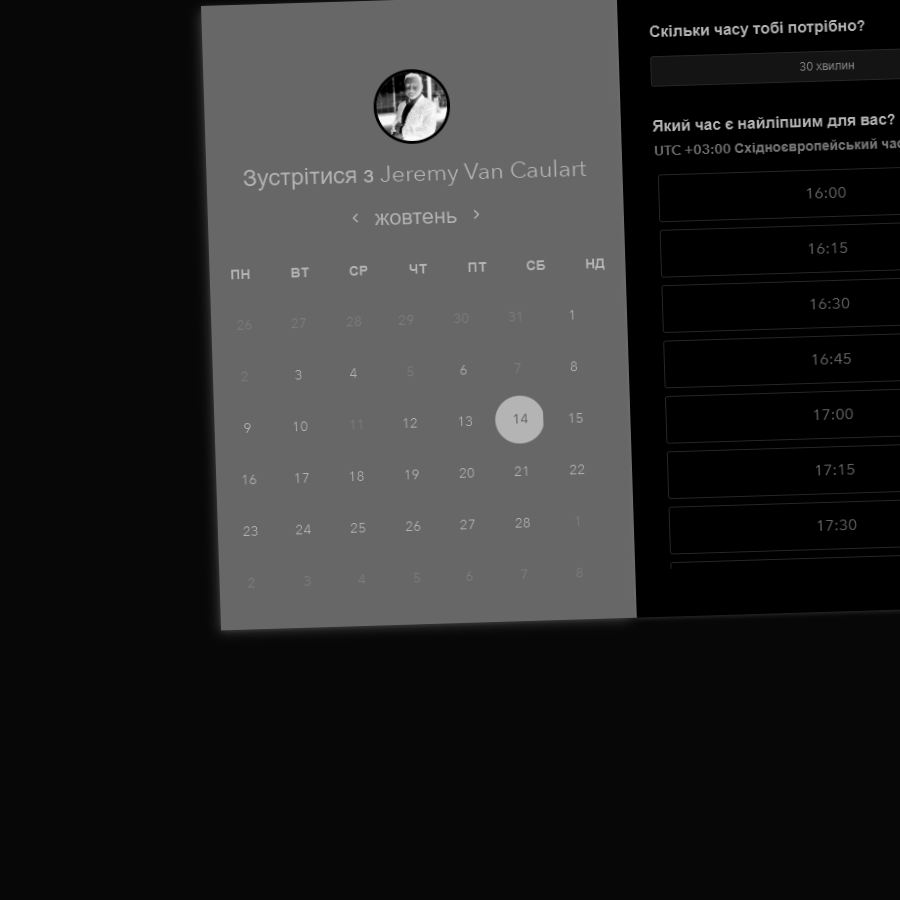 Зустрітися з Jeremy Van Caulart
‹ жовтень ›
ПН ВТ СР ЧТ ПТ СБ НД
26 27 28 29 30 31 1
2 3 4 5 6 7 8
9 10 11 12 13 14 15
16 17 18 19 20 21 22
23 24 25 26 27 28 1
2 3 4 5 6 7 8
Скільки часу тобі потрібно?
30 хвилин
Який час є найліпшим для вас?
UTC +03:00 Східноєвропейський
16:00
16:15
16:30
16:45
17:00
17:15
17:30